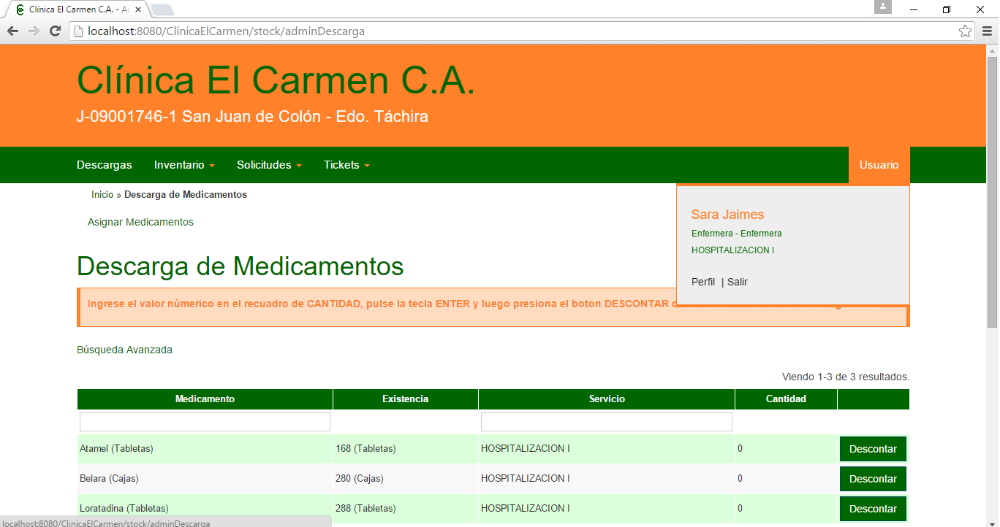 Clínica El Carmen C.A. - Ac
localhost:8080/ClinicaElCarmen/stock/adminDescarga
Clínica El Carmen C.A.
J-09001746-1 San Juan de Colón - Edo. Táchira
Descargas Inventario Solicitudes Tickets Usuario
Inicio » Descarga de Medicamentos
Asignar Medicamentos
Sara Jaimes
Enfermera - Enfermera
HOSPITALIZACION I
Perfil | Salir
Descarga de Medicamentos
Ingrese el valor númerico en el recuadro de CANTIDAD, pulse la tecla ENTER y luego presiona el boton DESCONTAR
Búsqueda Avanzada
Viendo 1-3 de 3 resultados.
Medicamento Existencia Servicio Cantidad
Atamel (Tabletas) 168 (Tabletas) HOSPITALIZACION I 0 Descontar
Belara (Cajas) 280 (Cajas) HOSPITALIZACION I 0 Descontar
Loratadina (Tabletas) 288 (Tabletas) HOSPITALIZACION I 0 Descontar
localhost:8080/ClinicaElCarmen/stock/adminDescarga